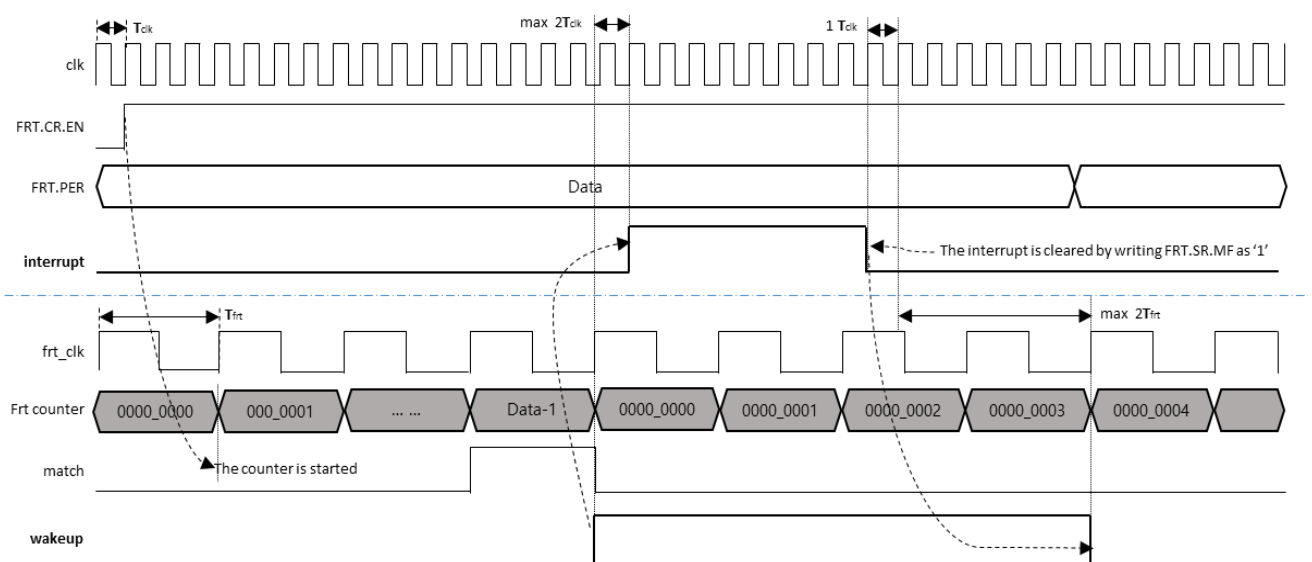 Tclk
max 2Tclk
1 Tclk
clk
FRT.CR.EN
FRT.PER
Data
interrupt
The interrupt is cleared by writing FRT.SR.MF as ‘1’
Tfrt
max 2Tfrt
frt_clk
Frt counter
0000_0000
000_0001
... ...
Data-1
0000_0000
0000_0001
0000_0002
0000_0003
0000_0004
match
The counter is started
wakeup